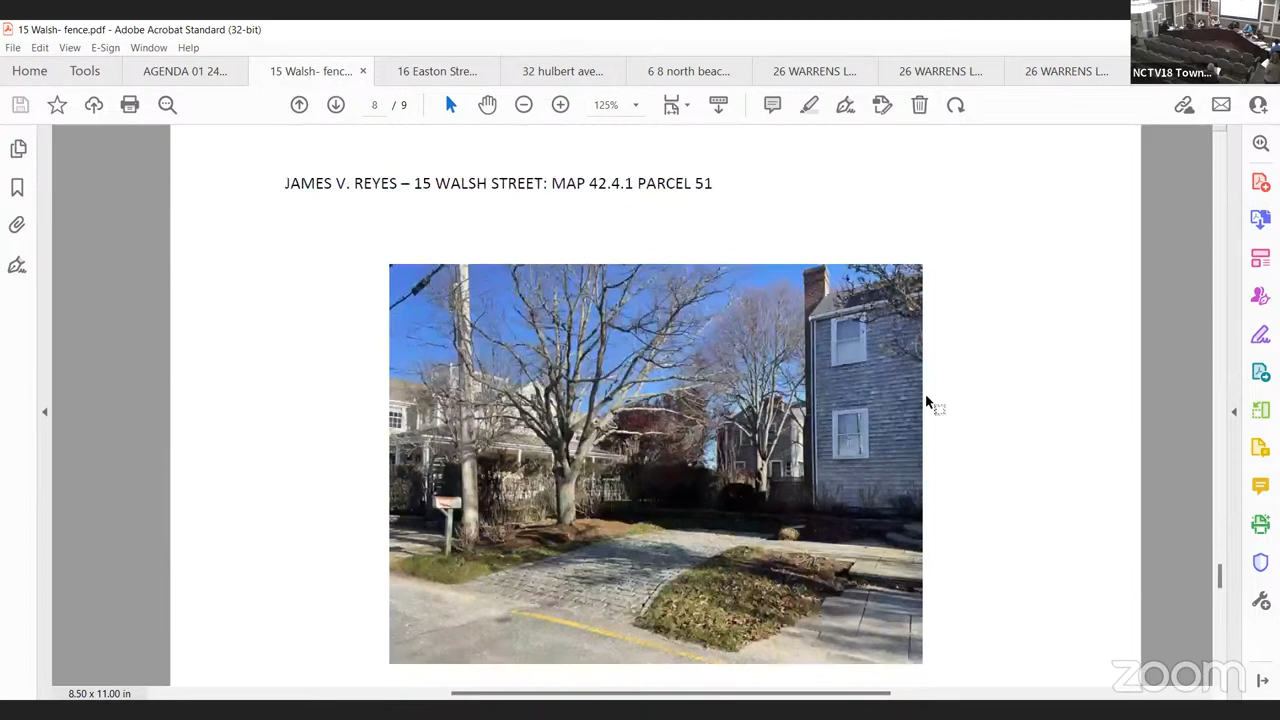 15 Walsh- fence.pdf - Adobe Acrobat Standard (32-bit)
File Edit View E-Sign Window Help
Home Tools AGENDA 01 24... 15 Walsh- fenc... × 16 Easton Stre... 32 hulbert ave... 6 8 north beac... 26 WARRENS L... 26 WARRENS L... 26 WARRENS L...
NCTV18 Town...
8 / 9 125%
JAMES V. REYES – 15 WALSH STREET: MAP 42.4.1 PARCEL 51
zoom
8.50 x 11.00 in